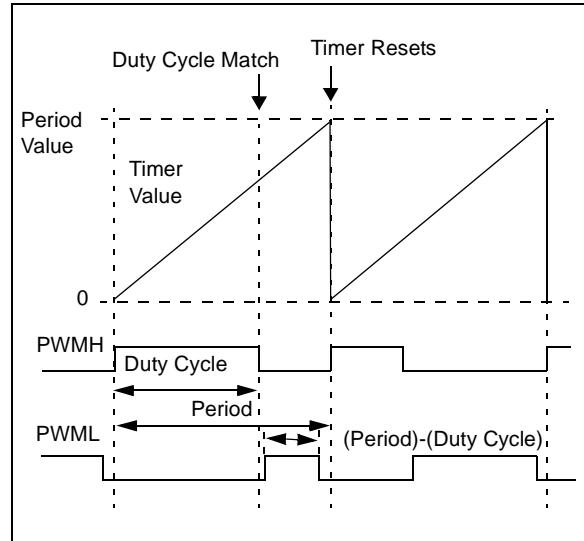 Timer Resets
Duty Cycle Match
Period
Value
Timer
Value
0
PWMH
Duty Cycle
Period
PWML
(Period)-(Duty Cycle)